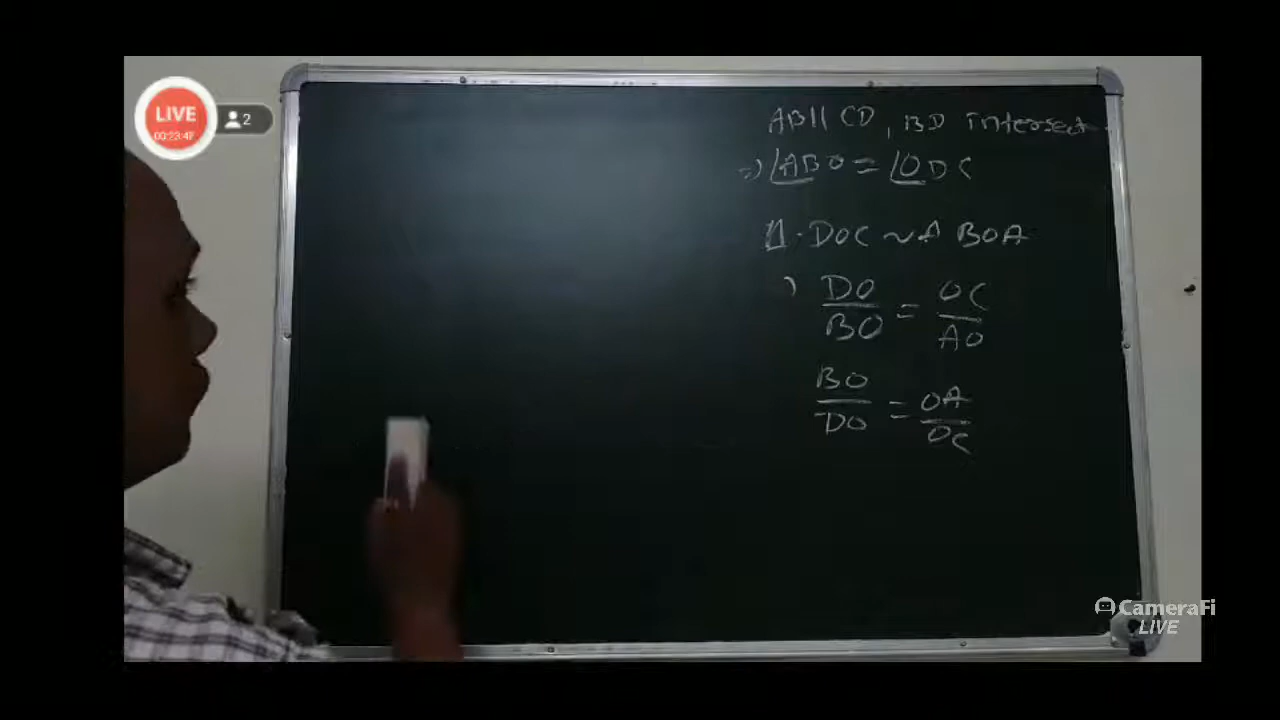 LIVE
00:23:47
2
AB || CD, BD intersect
=) ∠ABO = ∠ODC
Δ DOC ~ Δ BOA
) DO/BO = OC/AO
BO/DO = OA/OC
CameraFi
LIVE